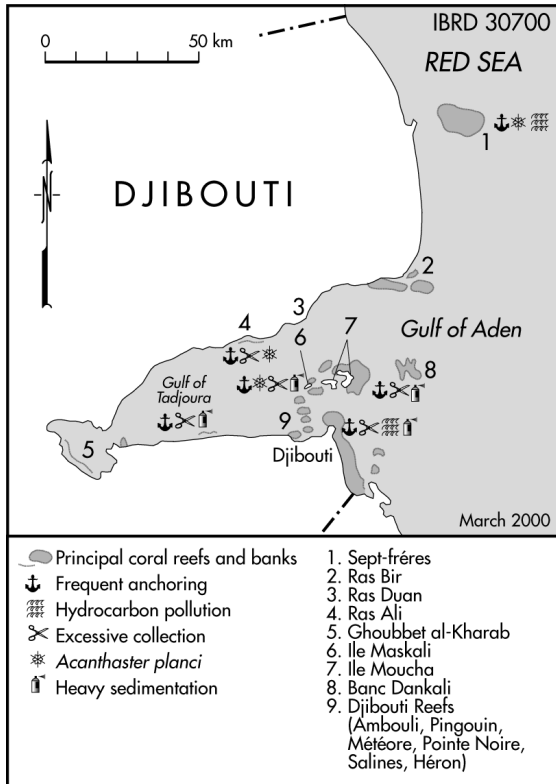 IBRD 30700
0 50 km
RED SEA
1
N
DJIBOUTI
2
3
4
Gulf of Aden
6
7
8
Gulf of
Tadjoura
9
5
Djibouti
March 2000
Principal coral reefs and banks
Frequent anchoring
Hydrocarbon pollution
Excessive collection
Acanthaster planci
Heavy sedimentation
1. Sept-fréres
2. Ras Bir
3. Ras Duan
4. Ras Ali
5. Ghoubbet al-Kharab
6. Ile Maskali
7. Ile Moucha
8. Banc Dankali
9. Djibouti Reefs
(Ambouli, Pingouin,
Météore, Pointe Noire,
Salines, Héron)